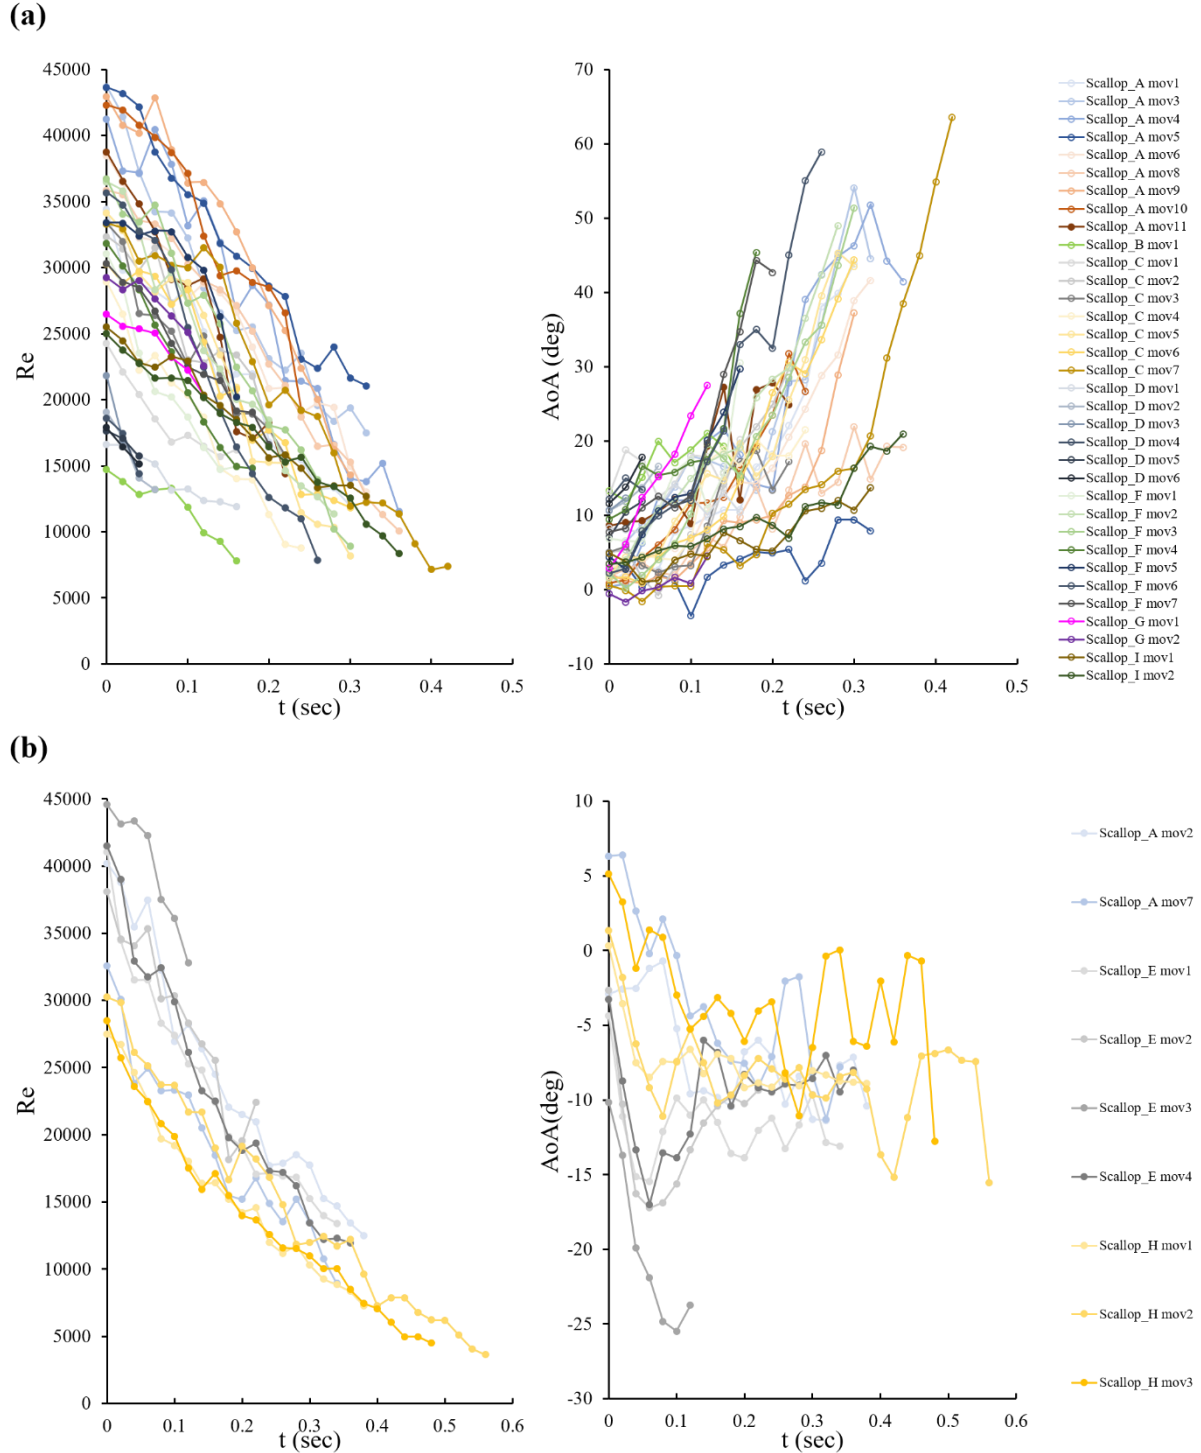 (a)
45000
40000
35000
30000
25000
20000
15000
10000
5000
0
Re
0 0.1 0.2 0.3 0.4 0.5
t (sec)
70
60
50
40
30
20
10
0
-10
AoA (deg)
0 0.1 0.2 0.3 0.4 0.5
t (sec)
Scallop_A mov1
Scallop_A mov3
Scallop_A mov4
Scallop_A mov5
Scallop_A mov6
Scallop_A mov8
Scallop_A mov9
Scallop_A mov10
Scallop_A mov11
Scallop_B mov1
Scallop_C mov1
Scallop_C mov2
Scallop_C mov3
Scallop_C mov4
Scallop_C mov5
Scallop_C mov6
Scallop_C mov7
Scallop_D mov1
Scallop_D mov2
Scallop_D mov3
Scallop_D mov4
Scallop_D mov5
Scallop_D mov6
Scallop_F mov1
Scallop_F mov2
Scallop_F mov3
Scallop_F mov4
Scallop_F mov5
Scallop_F mov6
Scallop_F mov7
Scallop_G mov1
Scallop_G mov2
Scallop_I mov1
Scallop_I mov2
(b)
45000
40000
35000
30000
25000
20000
15000
10000
5000
0
Re
0 0.1 0.2 0.3 0.4 0.5 0.6
t (sec)
10
5
0
-5
-10
-15
-20
-25
-30
AoA(deg)
0 0.1 0.2 0.3 0.4 0.5 0.6
t (sec)
Scallop_A mov2
Scallop_A mov7
Scallop_E mov1
Scallop_E mov2
Scallop_E mov3
Scallop_E mov4
Scallop_H mov1
Scallop_H mov2
Scallop_H mov3